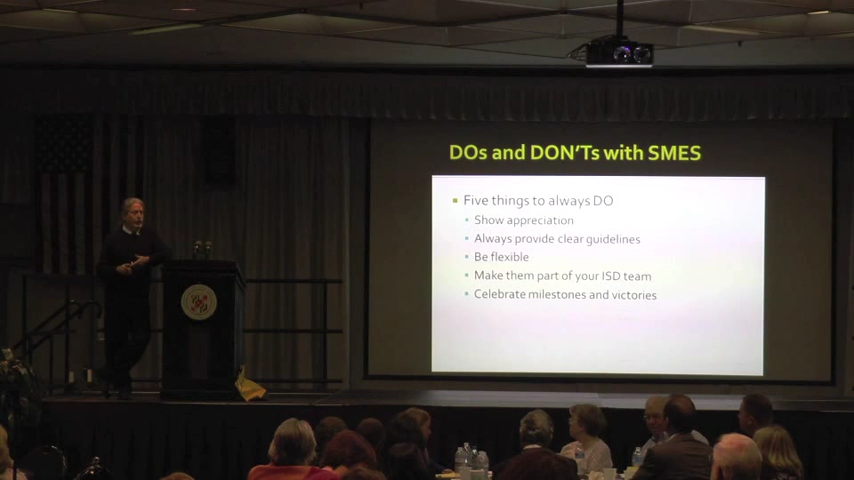 DOs and DON'Ts with SMES
Five things to always DO
Show appreciation
Always provide clear guidelines
Be flexible
Make them part of your ISD team
Celebrate milestones and victories